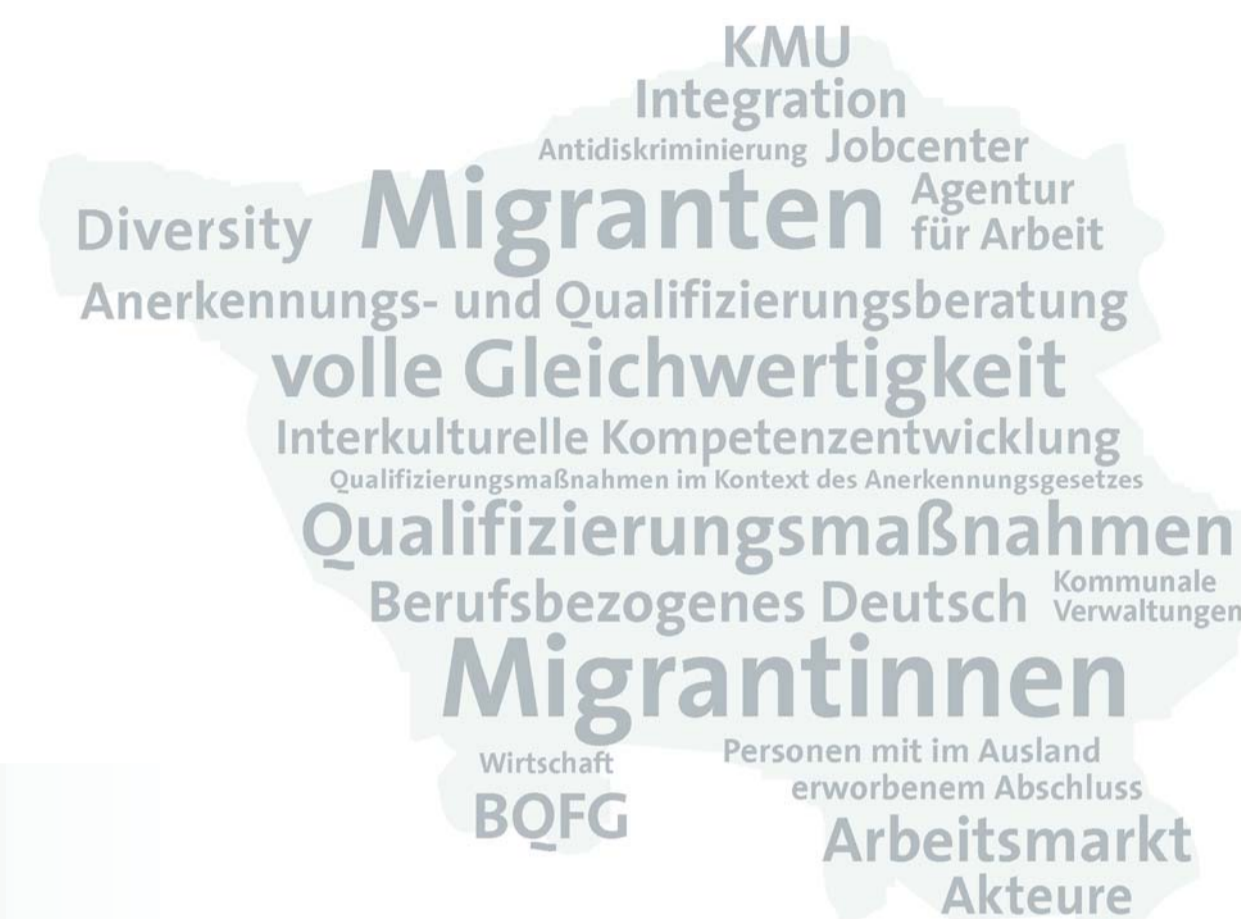 KMU
Integration
Antidiskriminierung Jobcenter
Diversity Migranten Agentur
für Arbeit
Anerkennungs- und Qualifizierungsberatung
volle Gleichwertigkeit
Interkulturelle Kompetenzentwicklung
Qualifizierungsmaßnahmen im Kontext des Anerkennungsgesetzes
Qualifizierungsmaßnahmen
Berufsbezogenes Deutsch Kommunale
Verwaltungen
Migrantinnen
Wirtschaft
BQFG
Personen mit im Ausland
erworbenem Abschluss
Arbeitsmarkt
Akteure